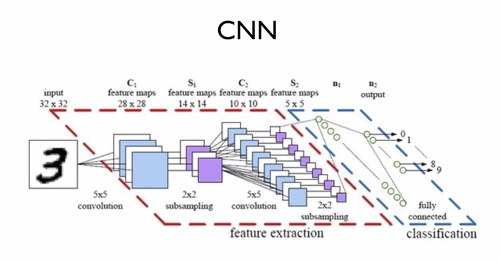 CNN
C1 S1 C2 S2 n1 n2
input feature maps feature maps feature maps feature maps output
32 x 32 28 x 28 14 x 14 10 x 10 5 x 5
3
0
1
8
9
5x5 2x2 5x5 2x2 fully
convolution subsampling convolution subsampling connected
feature extraction classification